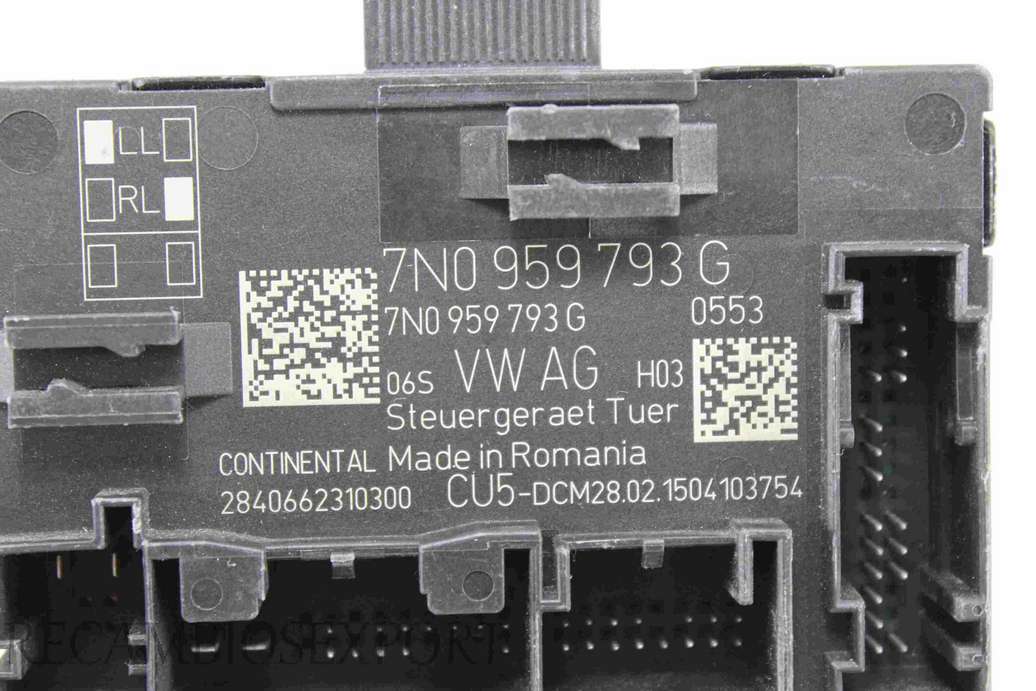 LL
RL
7N0 959 793 G
7N0 959 793 G 0553
06S VW AG H03
Steuergeraet Tuer
CONTINENTAL Made in Romania
2840662310300 CU5-DCM28.02.1504103754
RECAMBIOSEXPORT